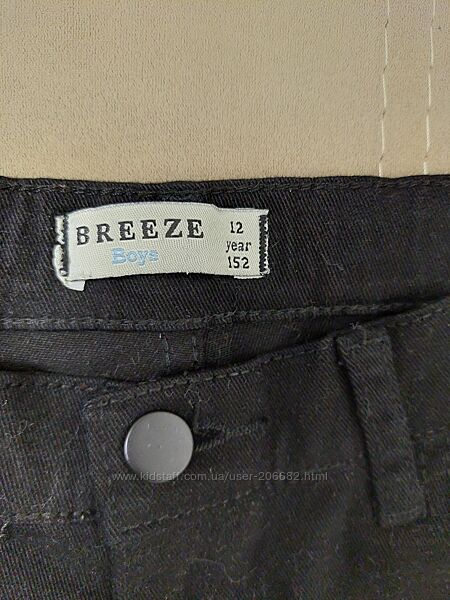 BREEZE
Boys
12
year
152
www.kidstaff.com.ua/user-206682.html